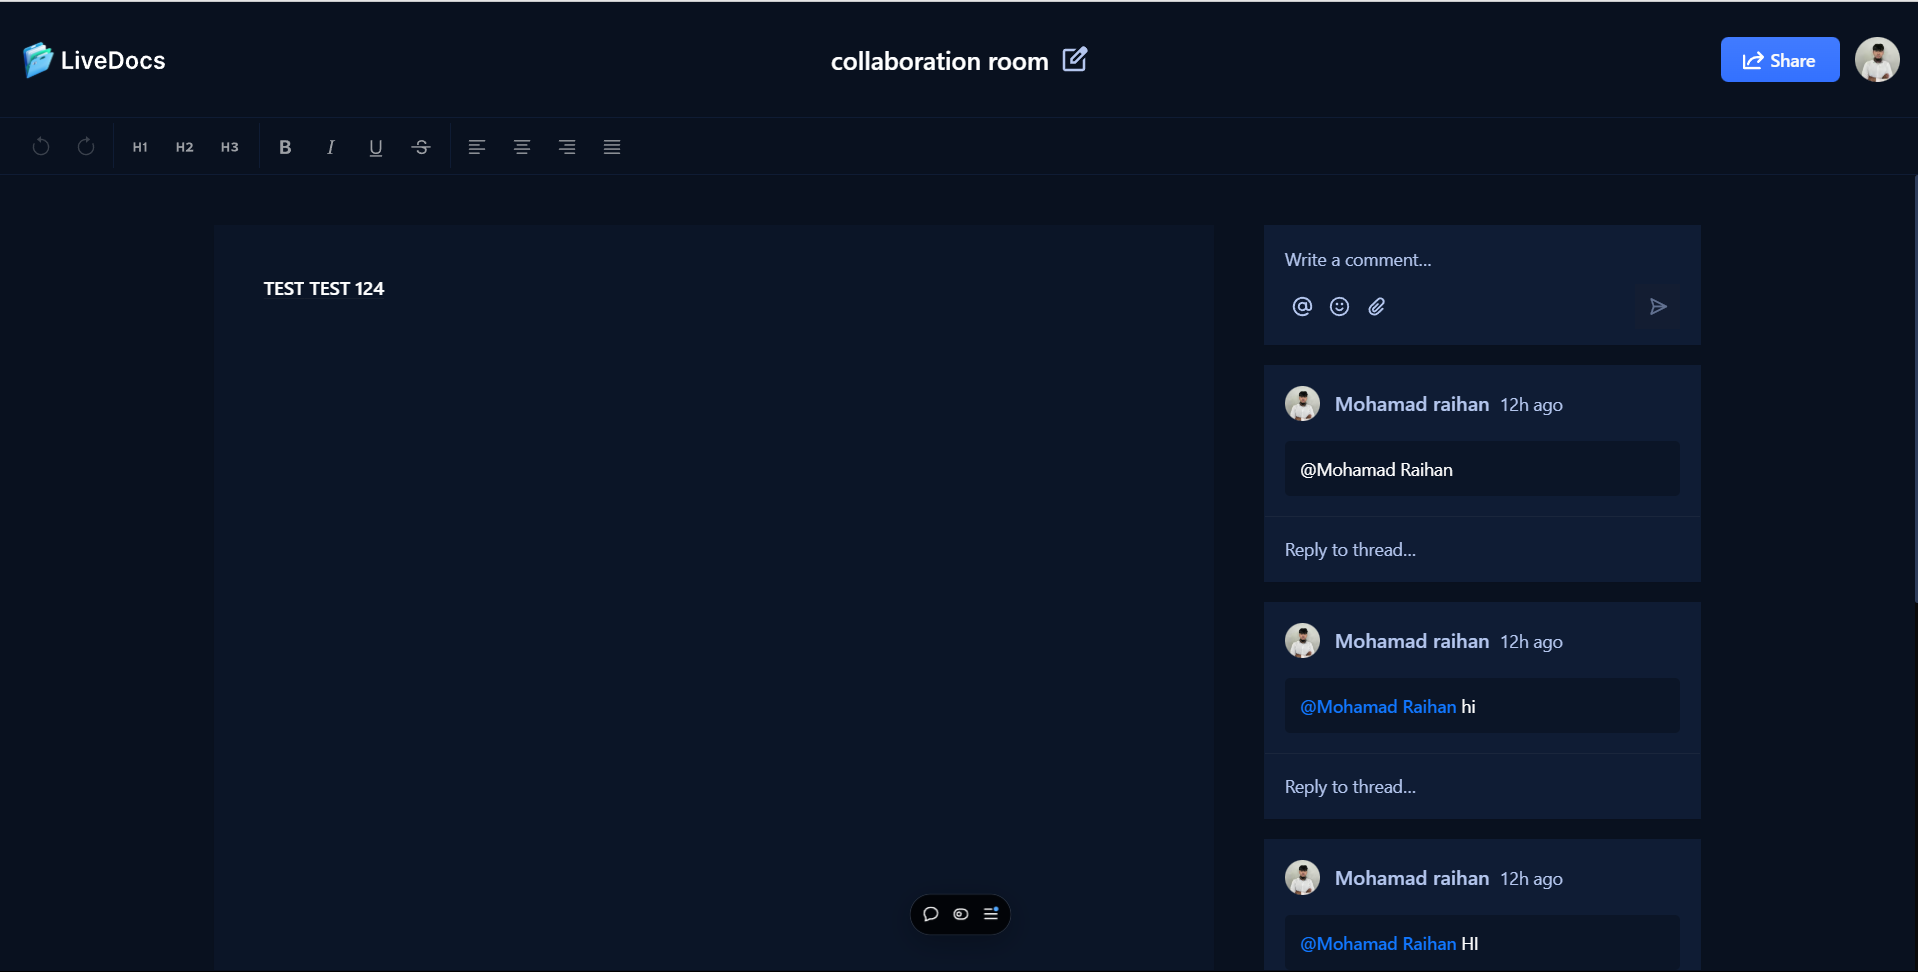 LiveDocs
collaboration room
Share
H1 H2 H3 B I U S
TEST TEST 124
Write a comment...
Mohamad raihan 12h ago
@Mohamad Raihan
Reply to thread...
Mohamad raihan 12h ago
@Mohamad Raihan hi
Reply to thread...
Mohamad raihan 12h ago
@Mohamad Raihan HI